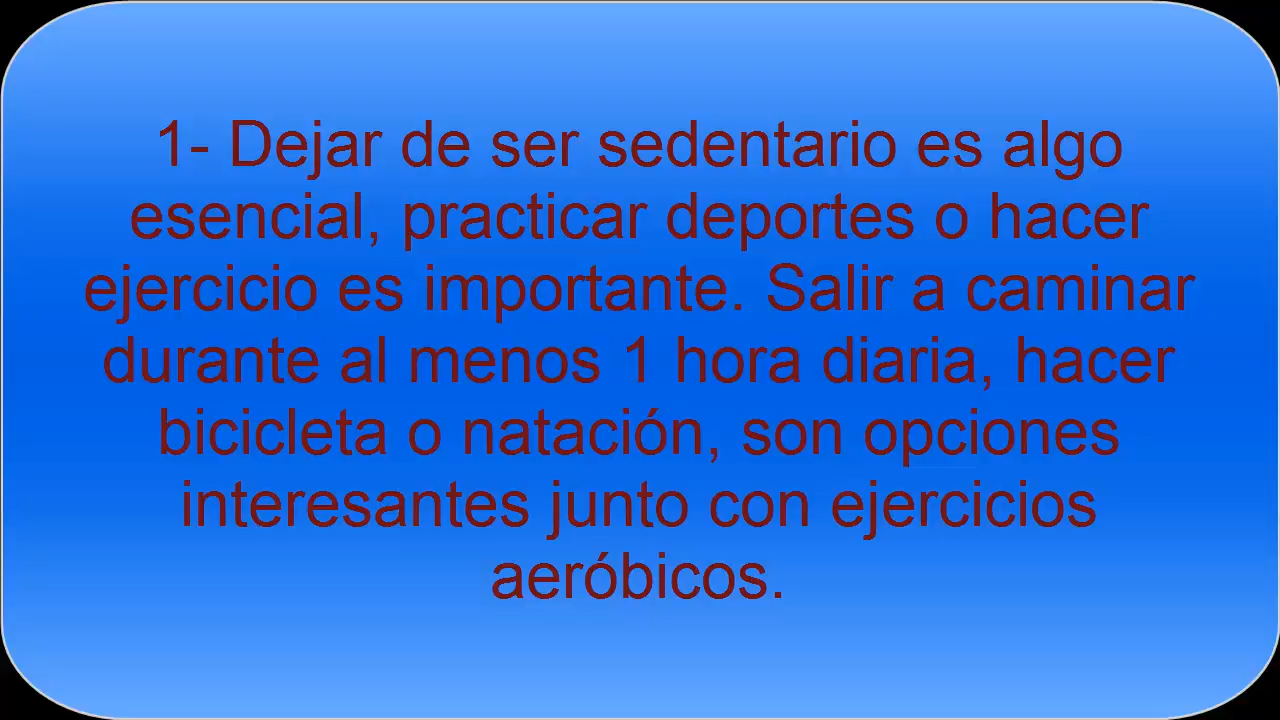 1- Dejar de ser sedentario es algo
esencial, practicar deportes o hacer
ejercicio es importante. Salir a caminar
durante al menos 1 hora diaria, hacer
bicicleta o natación, son opciones
interesantes junto con ejercicios
aeróbicos.